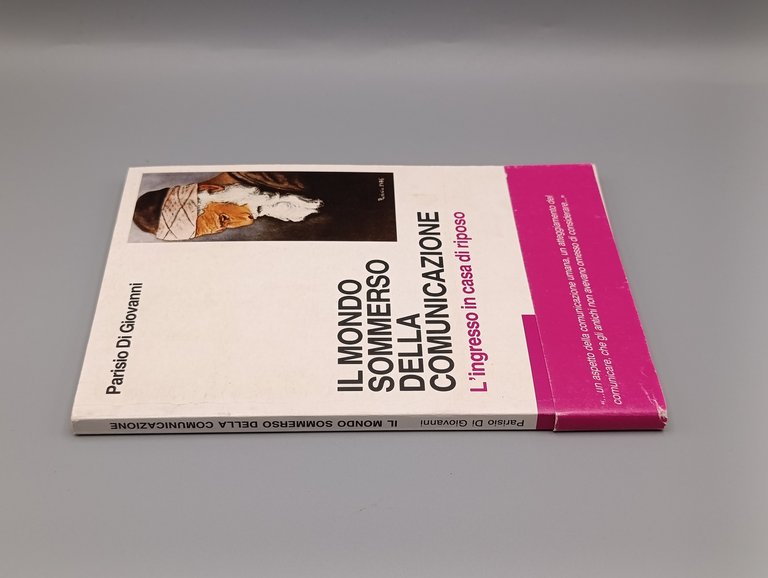 Parisio Di Giovanni
IL MONDO
SOMMERSO
DELLA
COMUNICAZIONE
L'ingresso in casa di riposo
"...un aspetto della comunicazione umana, un atteggiamento del
comunicare, che gli antichi non avevano omesso di considerare..."
Parisio Di Giovanni IL MONDO SOMMERSO DELLA COMUNICAZIONE